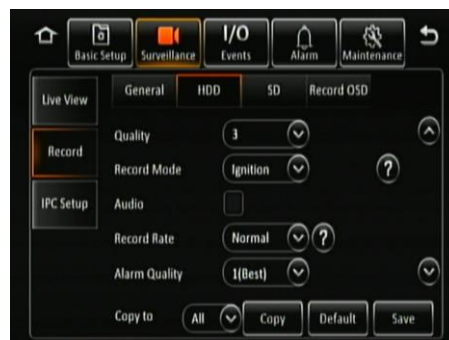 Basic Setup
Surveillance
I/O
Events
Alarm
Maintenance
Live View
Record
IPC Setup
General HDD SD Record OSD
Quality 3
Record Mode Ignition ?
Audio
Record Rate Normal ?
Alarm Quality 1(Best)
Copy to All Copy Default Save